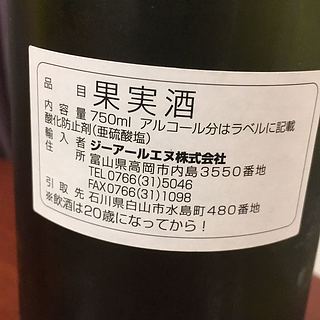 品 目 果実酒
内容量 750ml アルコール分はラベルに記載
酸化防止剤(亜硫酸塩)
輸入者 ジーアールエヌ株式会社
住 所 富山県高岡市内島3550番地
TEL0766(31)5046
FAX0766(31)1098
引取先 石川県白山市水島町480番地
※飲酒は20歳になってから!